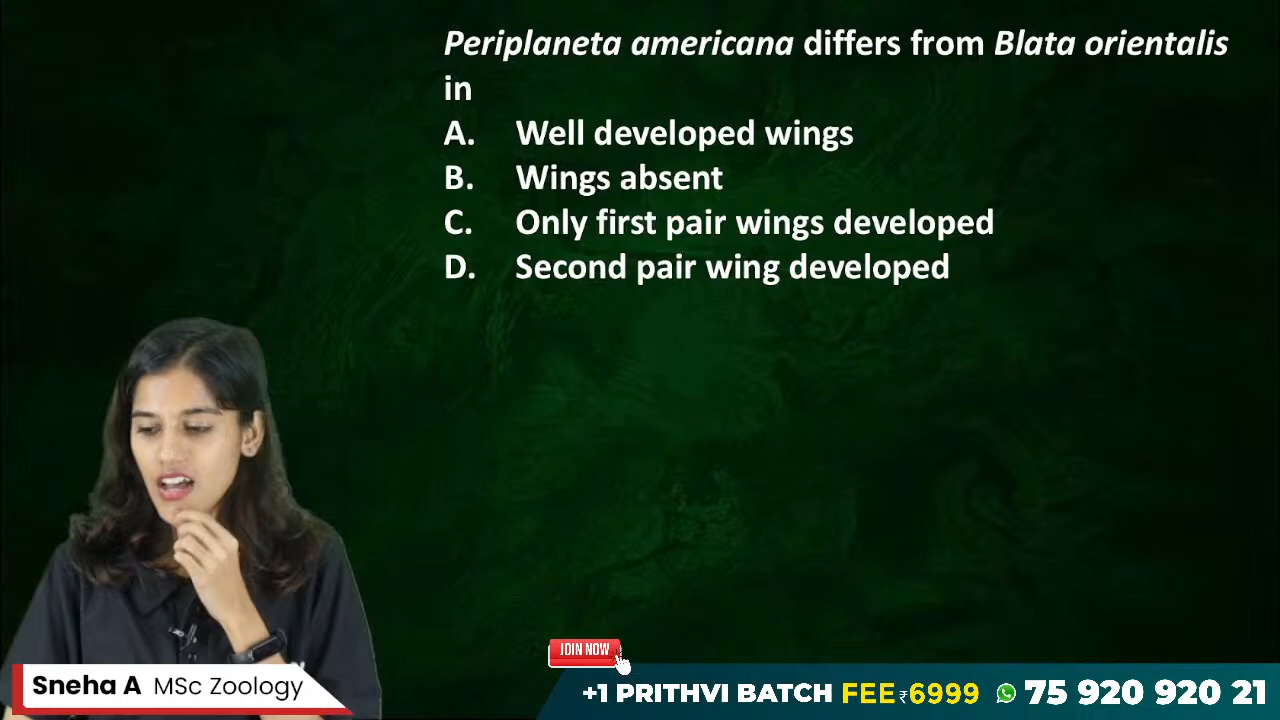 Periplaneta americana differs from Blata orientalis
in
A. Well developed wings
B. Wings absent
C. Only first pair wings developed
D. Second pair wing developed
JOIN NOW
Sneha A MSc Zoology
+1 PRITHVI BATCH FEE ₹6999 75 920 920 21